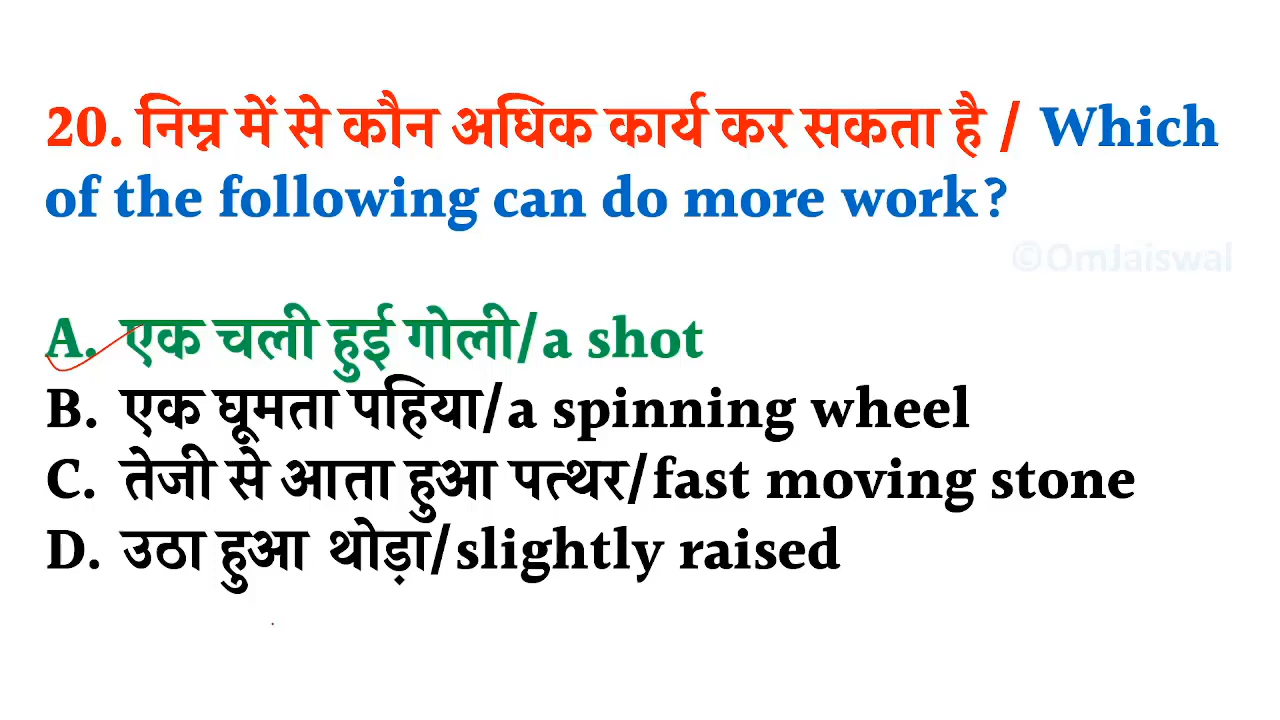 20. निम्न में से कौन अधिक कार्य कर सकता है / Which
of the following can do more work?
©OmJaiswal
A. एक चली हुई गोली/a shot
B. एक घूमता पहिया/a spinning wheel
C. तेजी से आता हुआ पत्थर/fast moving stone
D. उठा हुआ थोड़ा/slightly raised